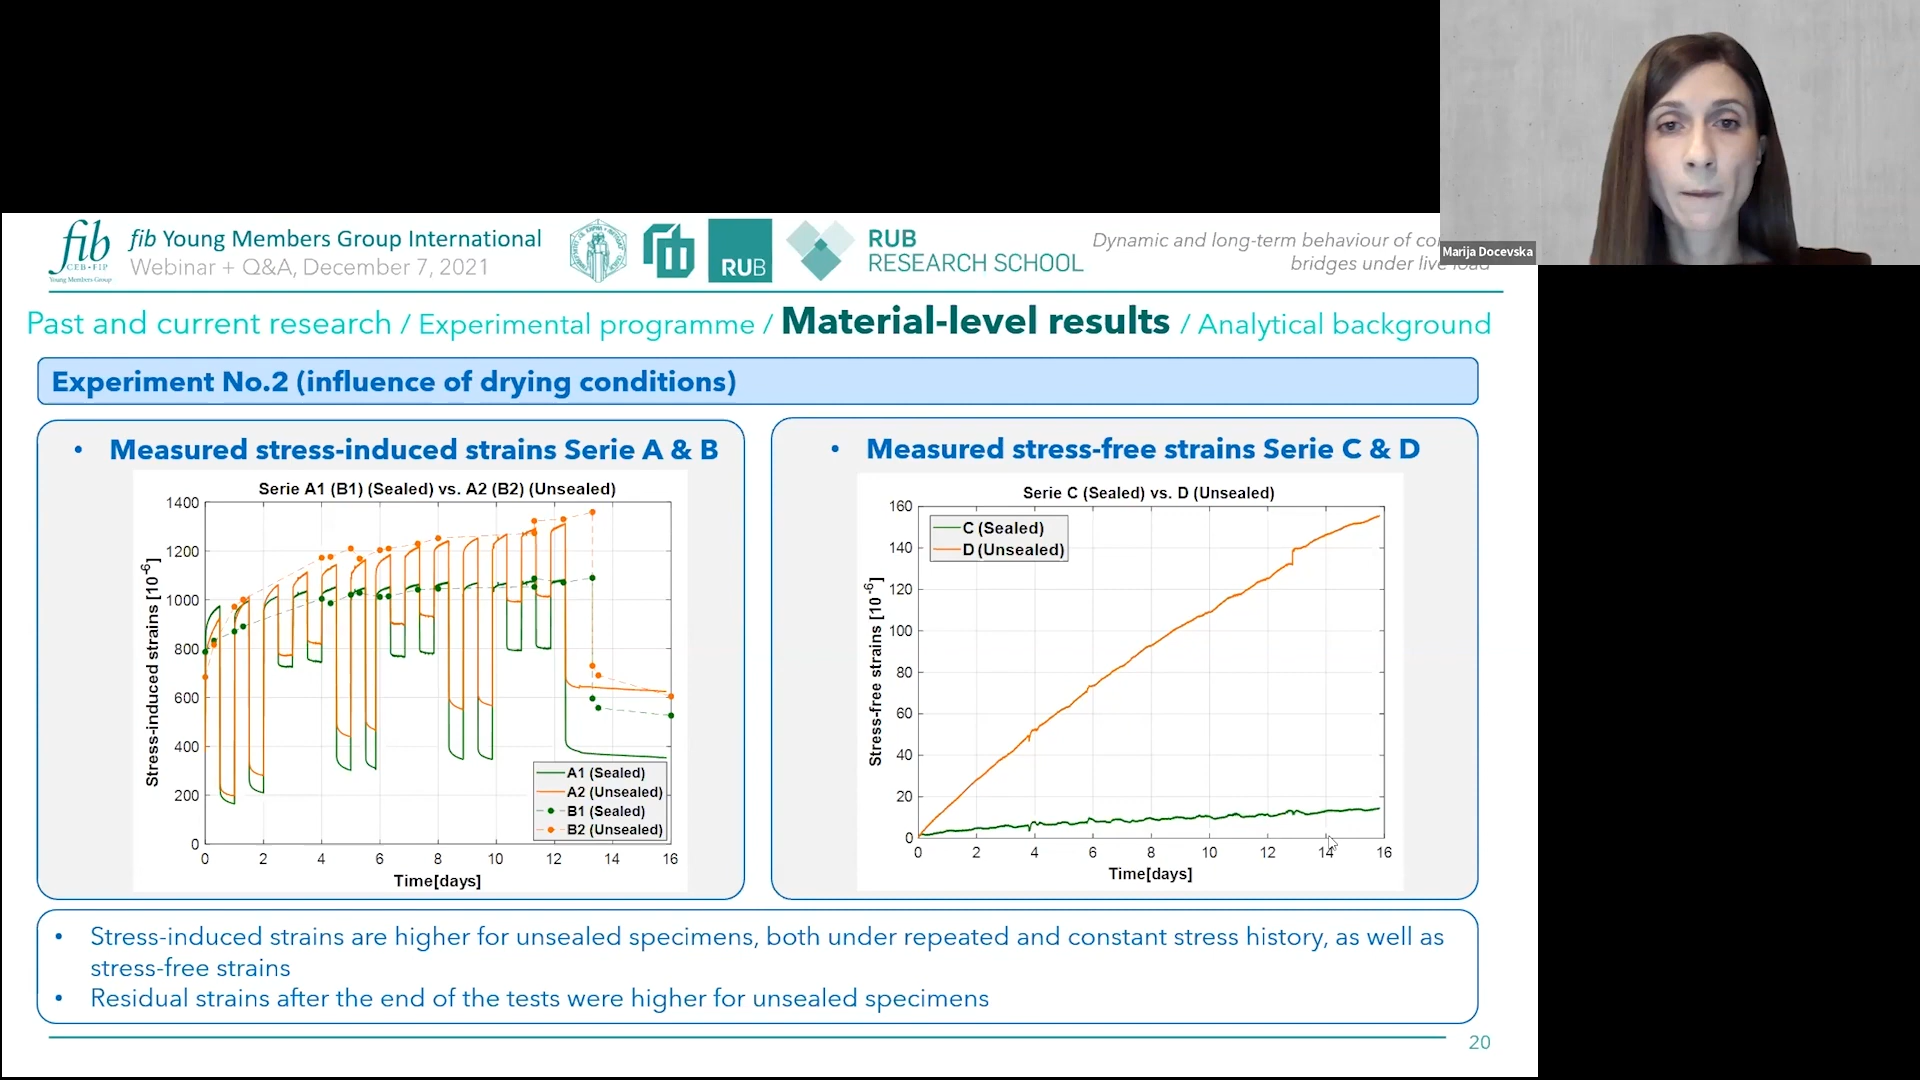 Marija Docevska
fib
CEB-FIP
Young Members Group
fib Young Members Group International
Webinar + Q&A, December 7, 2021
RUB
RUB
RESEARCH SCHOOL
Dynamic and long-term behaviour of
bridges under live load
Past and current research / Experimental programme / Material-level results / Analytical background
Experiment No.2 (influence of drying conditions)
• Measured stress-induced strains Serie A & B
Serie A1 (B1) (Sealed) vs. A2 (B2) (Unsealed)
Stress-induced strains [10-6]
1400
1200
1000
800
600
400
200
0
0 2 4 6 8 10 12 14 16
Time[days]
A1 (Sealed)
A2 (Unsealed)
B1 (Sealed)
B2 (Unsealed)
• Measured stress-free strains Serie C & D
Serie C (Sealed) vs. D (Unsealed)
Stress-free strains [10-6]
160
140
120
100
80
60
40
20
0
0 2 4 6 8 10 12 14 16
Time[days]
C (Sealed)
D (Unsealed)
• Stress-induced strains are higher for unsealed specimens, both under repeated and constant stress history, as well as
stress-free strains
• Residual strains after the end of the tests were higher for unsealed specimens
20